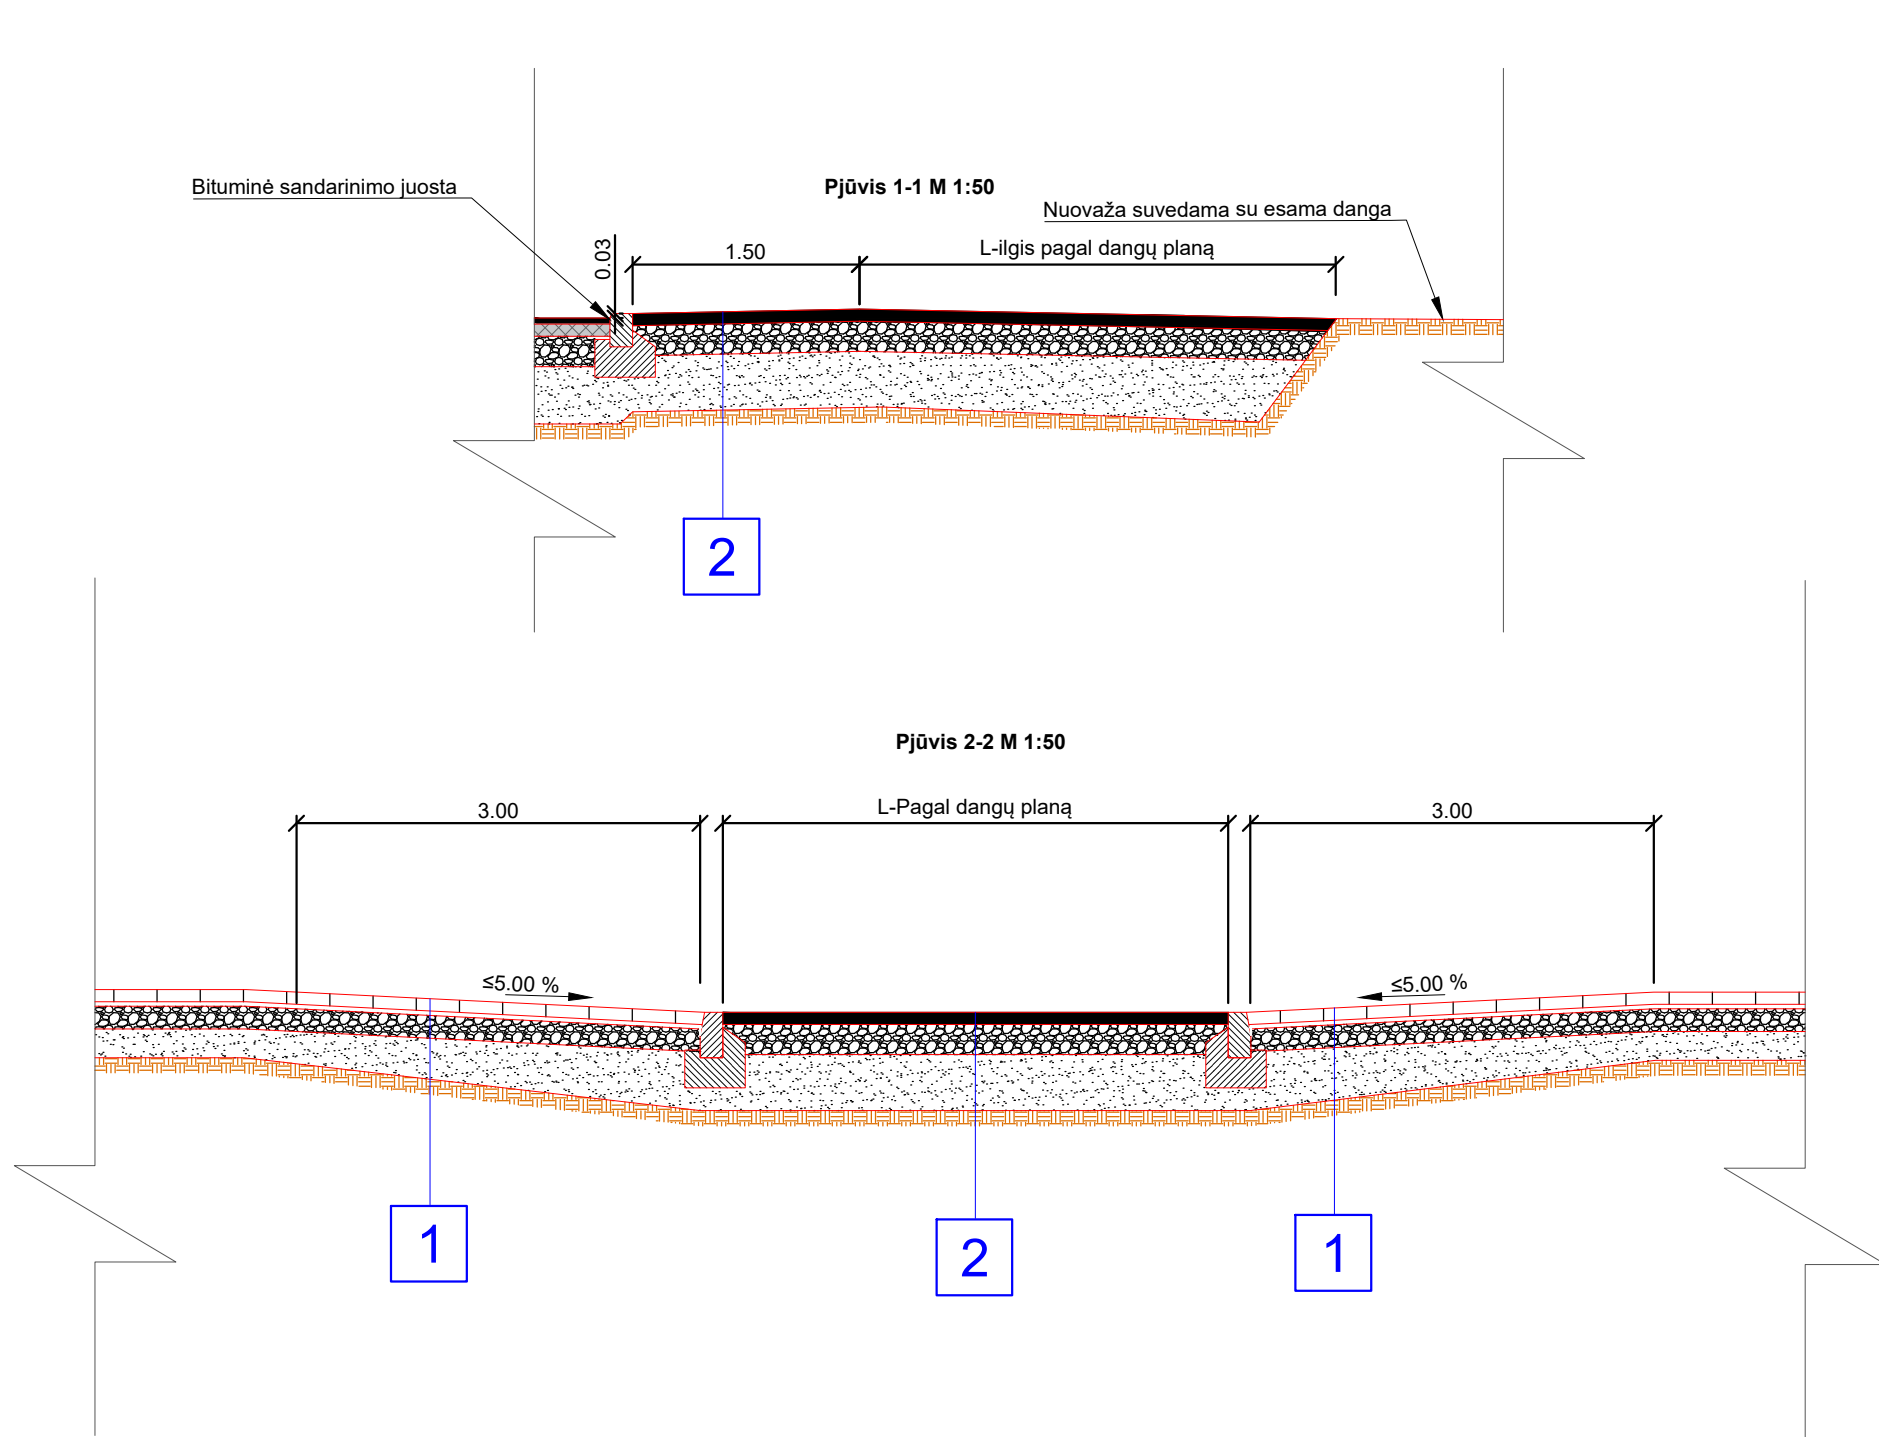 Pjūvis 1-1 M 1:50
Bituminė sandarinimo juosta
Nuovaža suvedama su esama danga
0.03
1.50
L-ilgis pagal dangų planą
2
Pjūvis 2-2 M 1:50
3.00
L-Pagal dangų planą
3.00
≤5.00 %
≤5.00 %
1
2
1